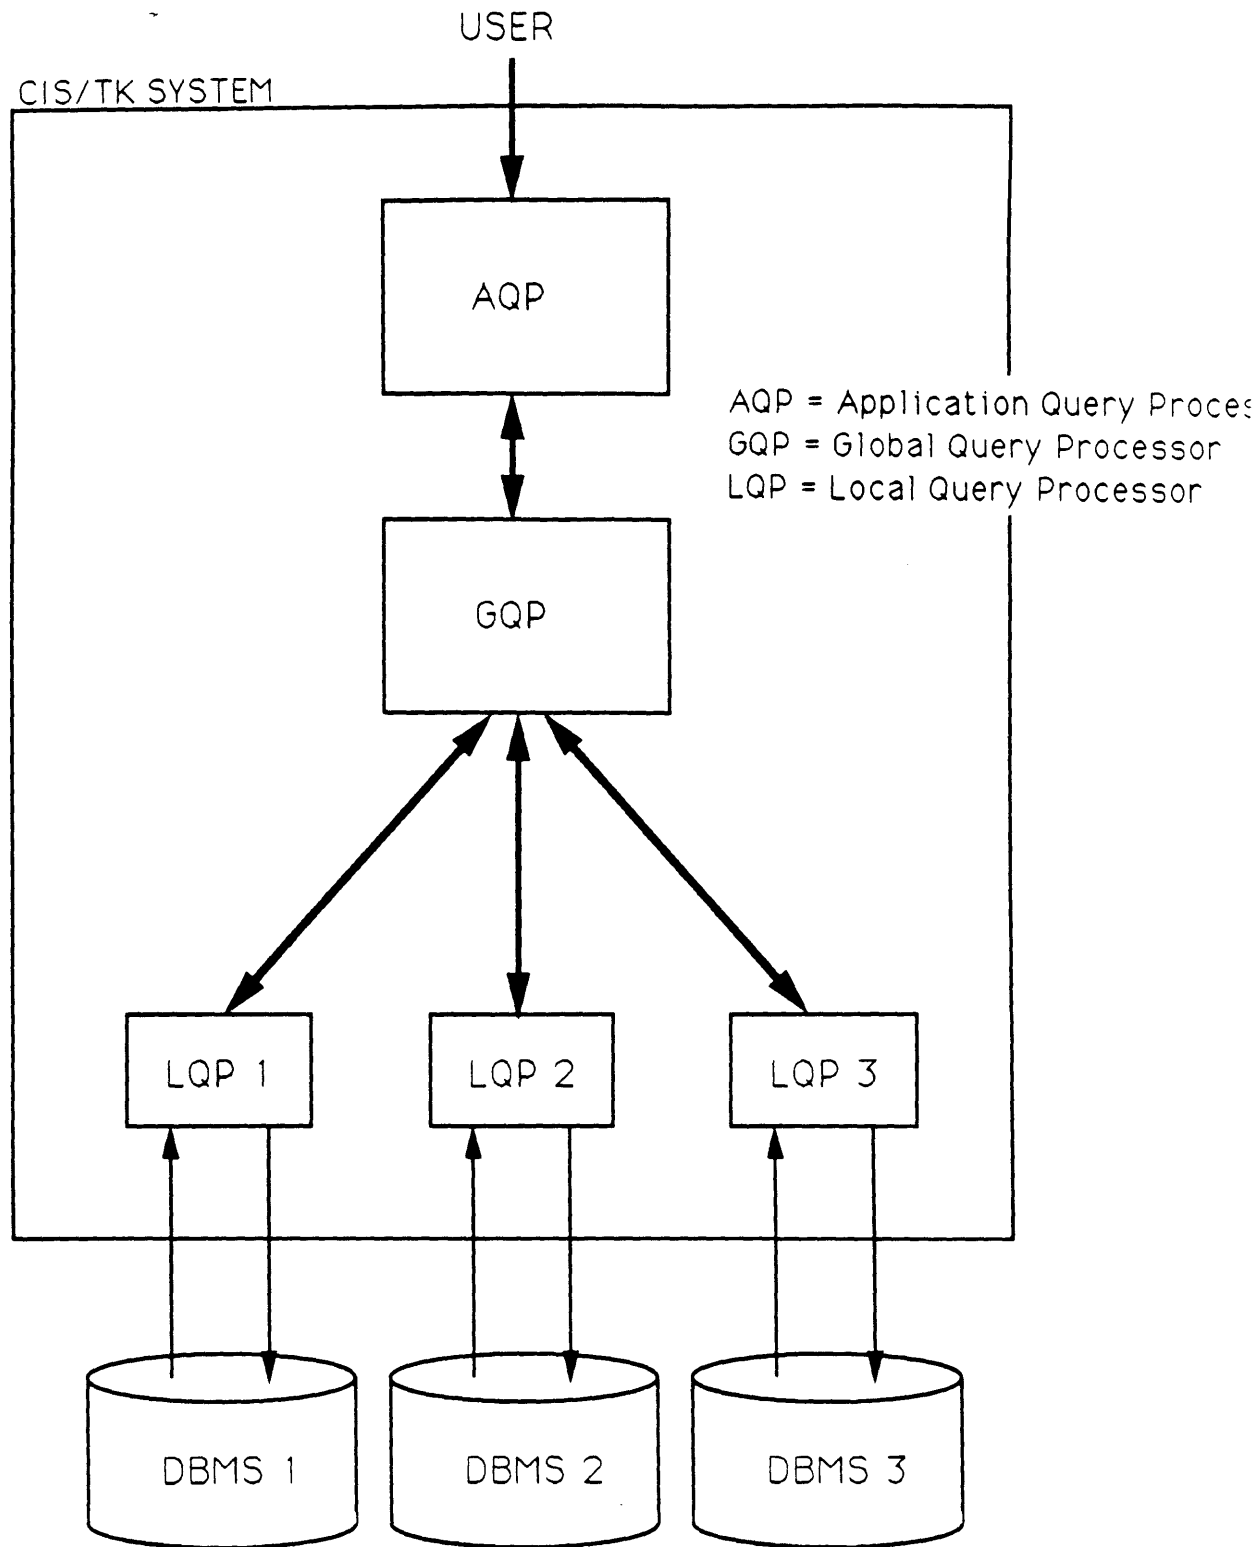 USER
CIS/TK SYSTEM
AQP
AQP = Application Query Proces
GQP = Global Query Processor
LQP = Local Query Processor
GQP
LQP 1
LQP 2
LQP 3
DBMS 1
DBMS 2
DBMS 3